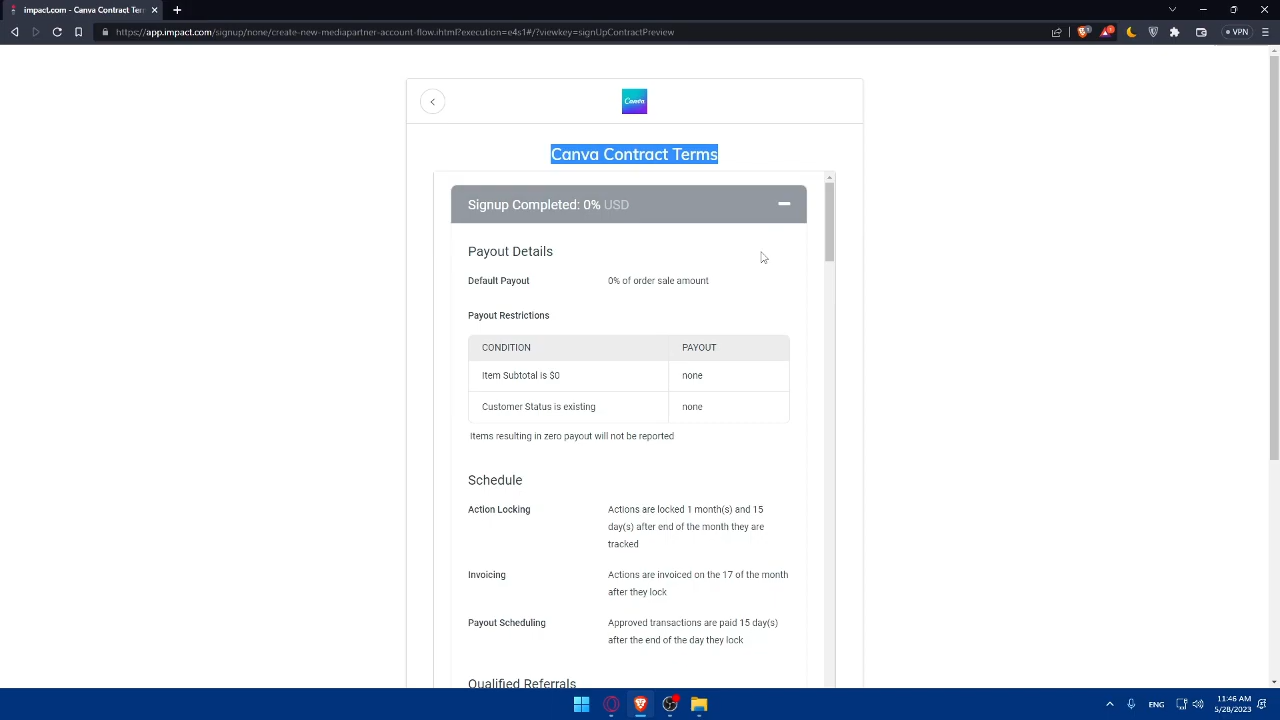 impact.com - Canva Contract Ter
https://app.impact.com/signup/none/create-new-mediapartner-account-flow.ihtml?execution=e4s1#/?viewkey=signUpContractPreview
VPN
Canva
Canva Contract Terms
Signup Completed: 0% USD
Payout Details
Default Payout 0% of order sale amount
Payout Restrictions
CONDITION PAYOUT
Item Subtotal is $0 none
Customer Status is existing none
Items resulting in zero payout will not be reported
Schedule
Action Locking Actions are locked 1 month(s) and 15
day(s) after end of the month they are
tracked
Invoicing Actions are invoiced on the 17 of the month
after they lock
Payout Scheduling Approved transactions are paid 15 day(s)
after the end of the day they lock
Qualified Referrals
ENG
11:46 AM
5/28/2023